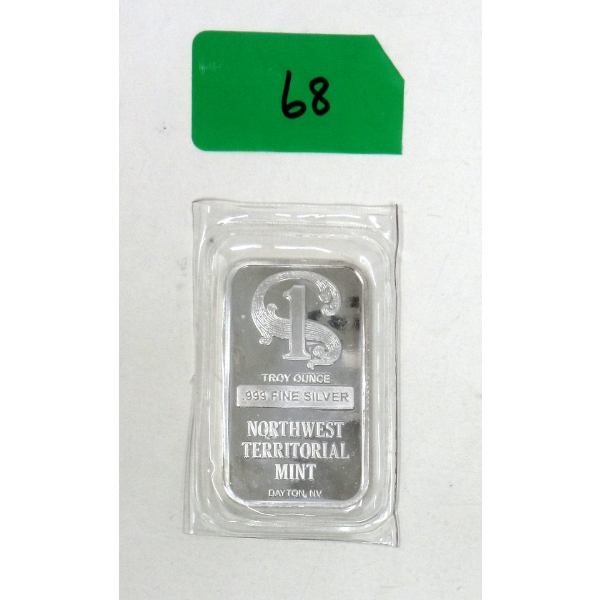 68
1
TROY OUNCE
.999 FINE SILVER
NORTHWEST
TERRITORIAL
MINT
DAYTON, NV